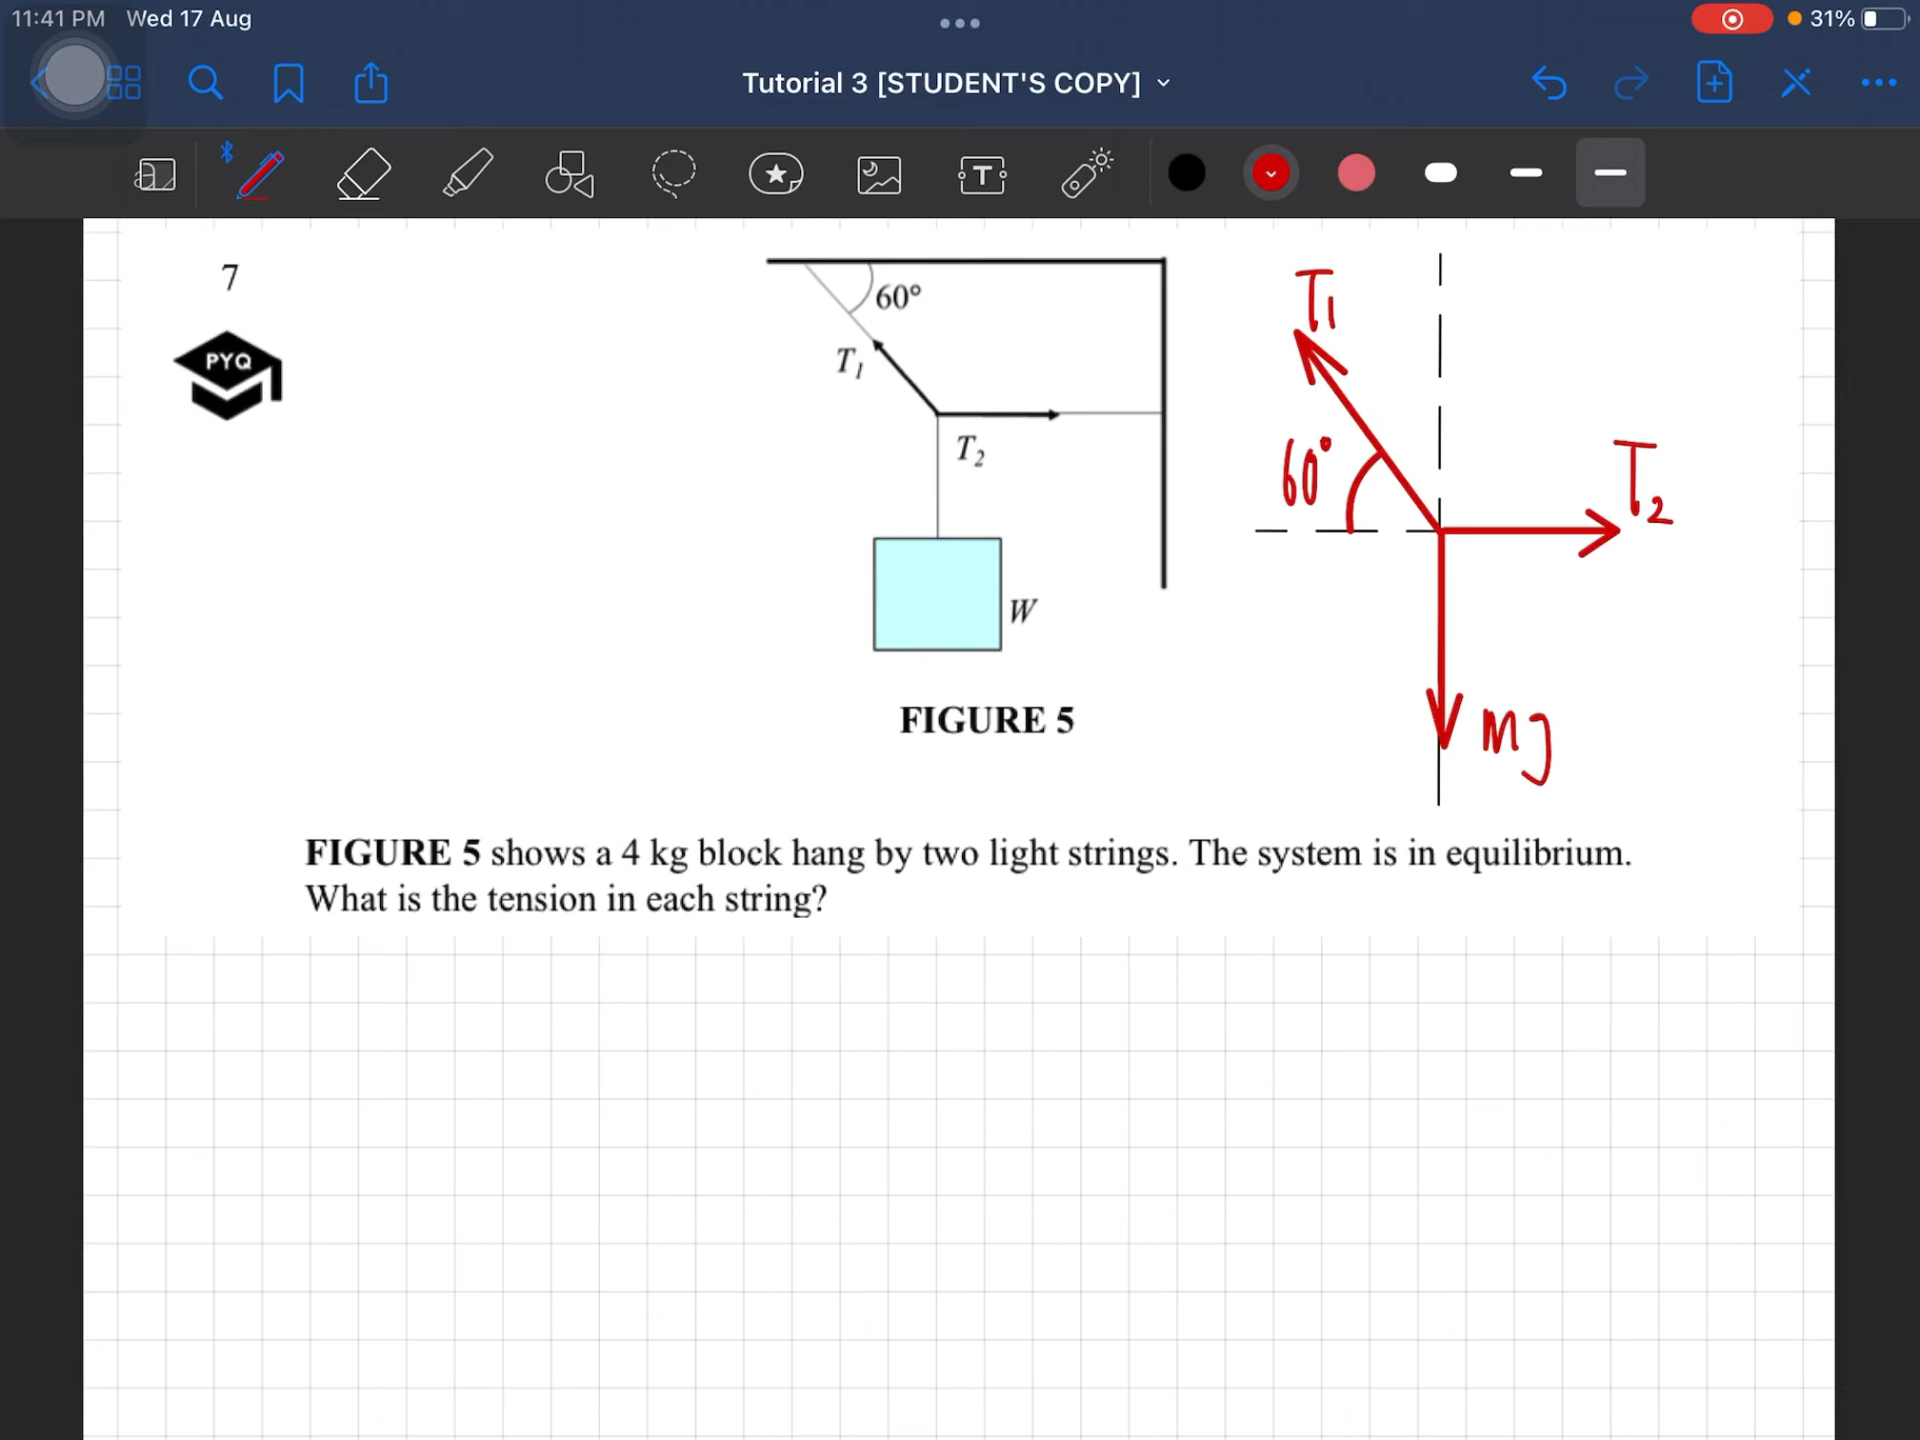 11:41 PM Wed 17 Aug
31%
Tutorial 3 [STUDENT'S COPY]
7
PYQ
60°
T1
T2
W
FIGURE 5
T1
60°
T2
mg
FIGURE 5 shows a 4 kg block hang by two light strings. The system is in equilibrium.
What is the tension in each string?